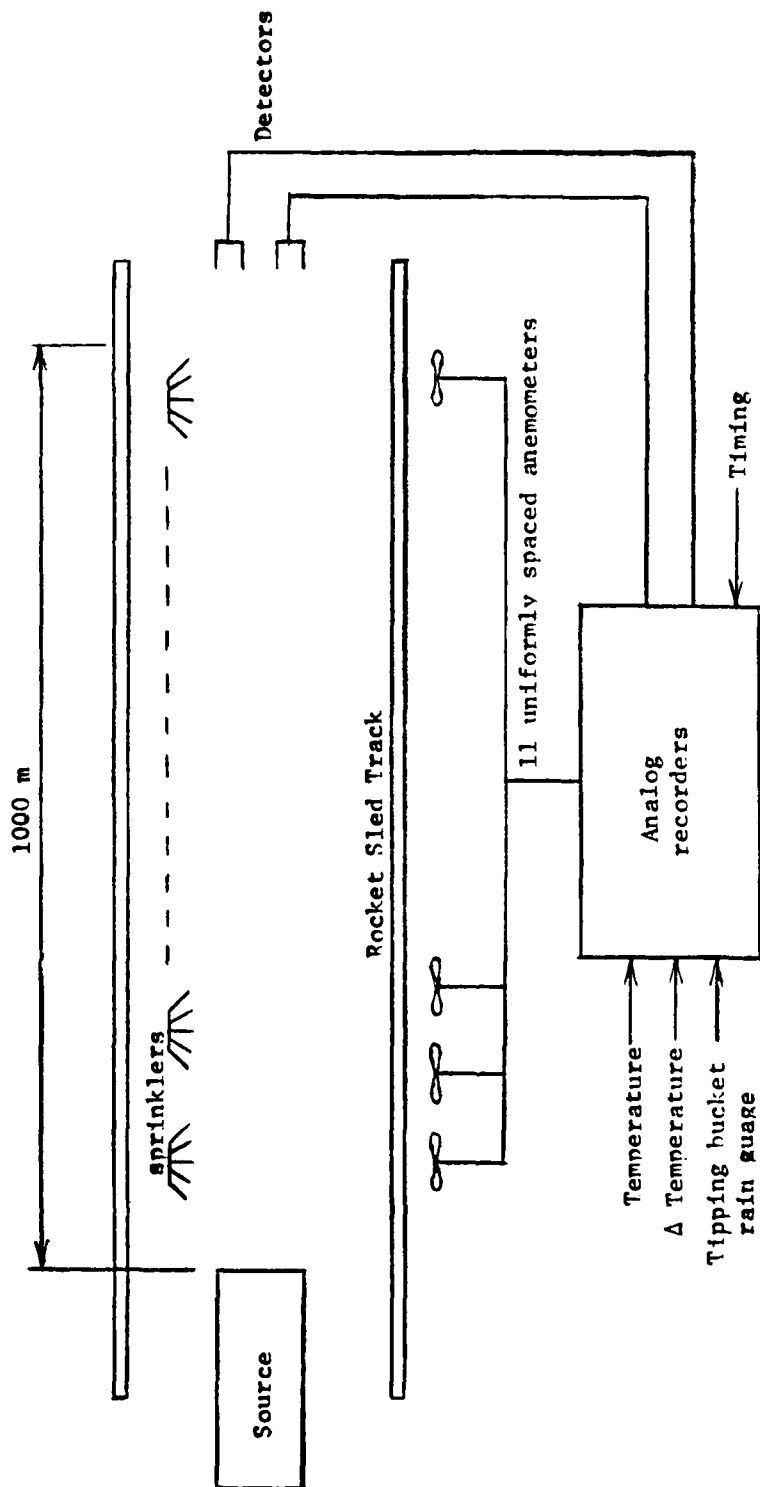 1000 m
sprinklers
Detectors
Source
Rocket Sled Track
11 uniformly spaced anemometers
Temperature
Δ Temperature
Tipping bucket
rain guage
Analog
recorders
Timing